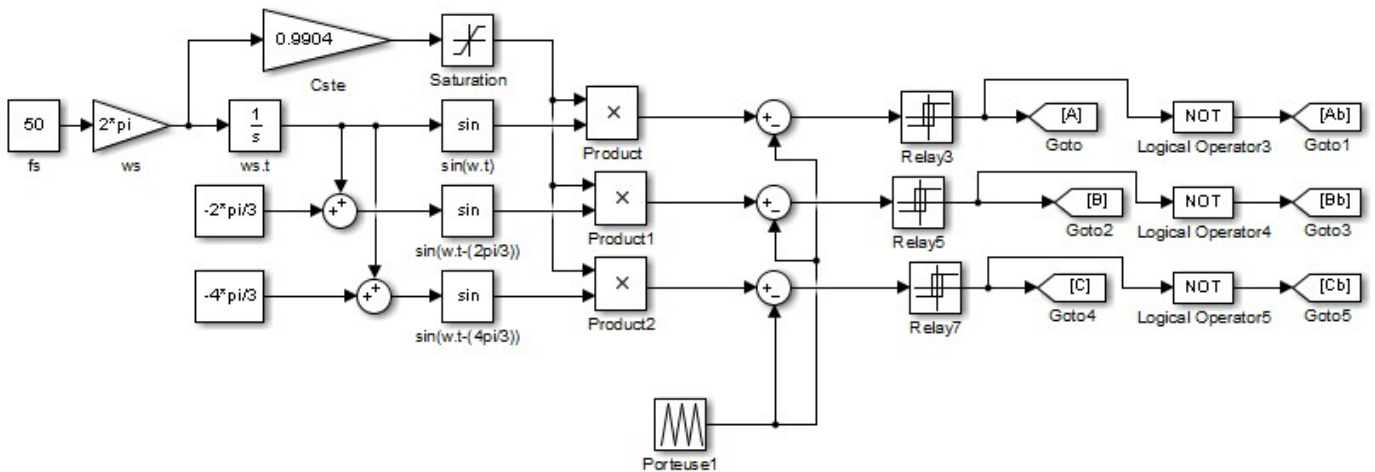 0.9904
Cste
Saturation
50
fs
2*pi
ws
1
s
ws.t
sin
sin(w.t)
×
Product
Relay3
[A]
Goto
NOT
Logical Operator3
[Ab]
Goto1
-2*pi/3
sin
sin(w.t-(2pi/3))
×
Product1
Relay5
[B]
Goto2
NOT
Logical Operator4
[Bb]
Goto3
-4*pi/3
sin
sin(w.t-(4pi/3))
×
Product2
Relay7
[C]
Goto4
NOT
Logical Operator5
[Cb]
Goto5
Porteuse1